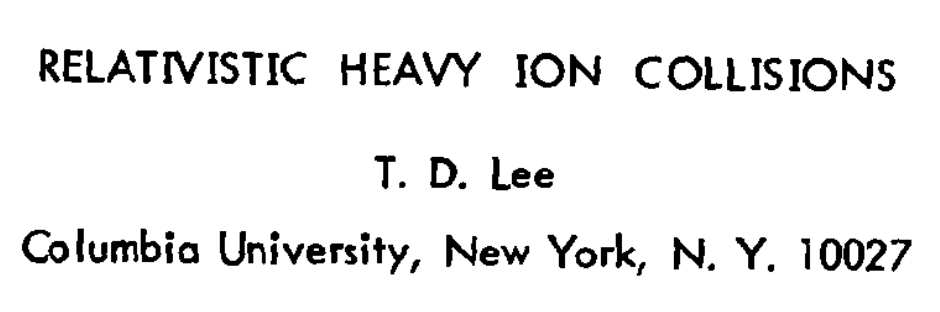 RELATIVISTIC HEAVY ION COLLISIONS
T. D. Lee
Columbia University, New York, N. Y. 10027